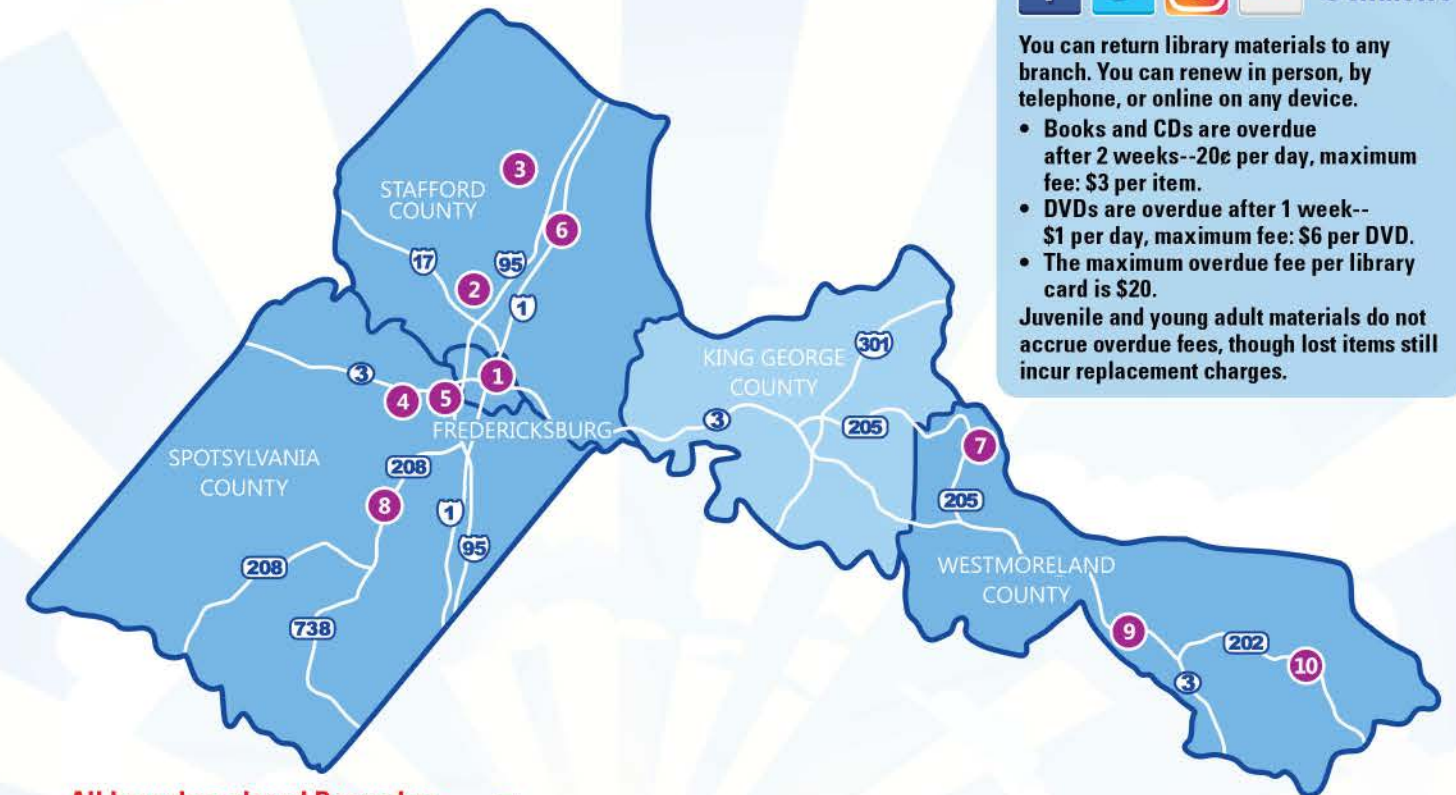 You can return library materials to any
branch. You can renew in person, by
telephone, or online on any device.
• Books and CDs are overdue
after 2 weeks--20¢ per day, maximum
fee: $3 per item.
• DVDs are overdue after 1 week--
$1 per day, maximum fee: $6 per DVD.
• The maximum overdue fee per library
card is $20.
Juvenile and young adult materials do not
accrue overdue fees, though lost items still
incur replacement charges.
3
STAFFORD
COUNTY
6
17
95
2
1
301
KING GEORGE
COUNTY
3
1
4
5
3
205
FREDERICKSBURG
7
SPOTSYLVANIA
COUNTY
208
205
8
1
95
208
WESTMORELAND
COUNTY
738
9
202
10
3